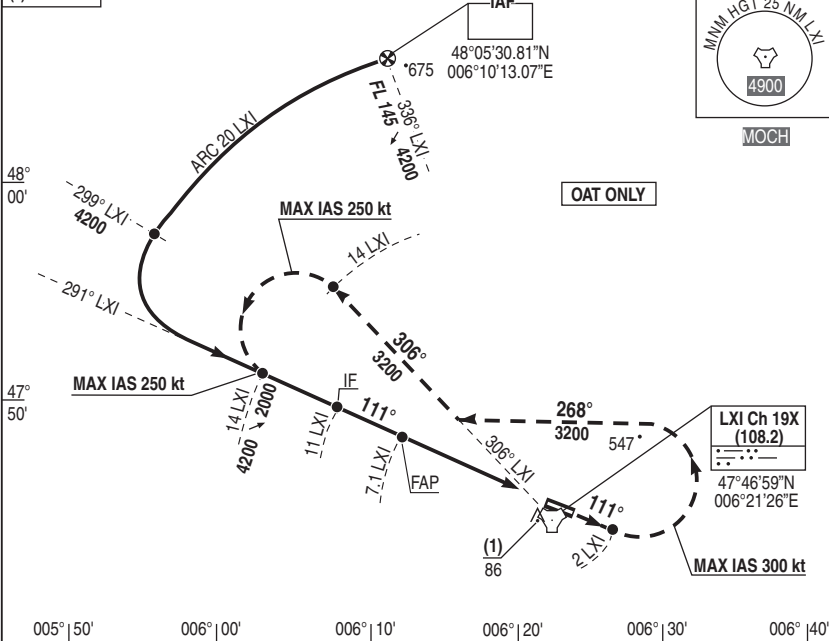 IAF
48°05'30.81"N
006°10'13.07"E
675
MNM HGT 25 NM LXI
4900
MOCH
ARC 20 LXI
336° LXI
FL 145 4200
48°
00'
299° LXI
4200
OAT ONLY
MAX IAS 250 kt
14 LXI
291° LXI
306°
3200
47°
50'
MAX IAS 250 kt
IF
111°
14 LXI
4200 2000
11 LXI
7.1 LXI
FAP
268°
3200
547
306° LXI
LXI Ch 19X
(108.2)
47°46'59"N
006°21'26"E
111°
2 LXI
(1)
86
MAX IAS 300 kt
005° 50'
006° 00'
006° 10'
006° 20'
006° 30'
006° 40'